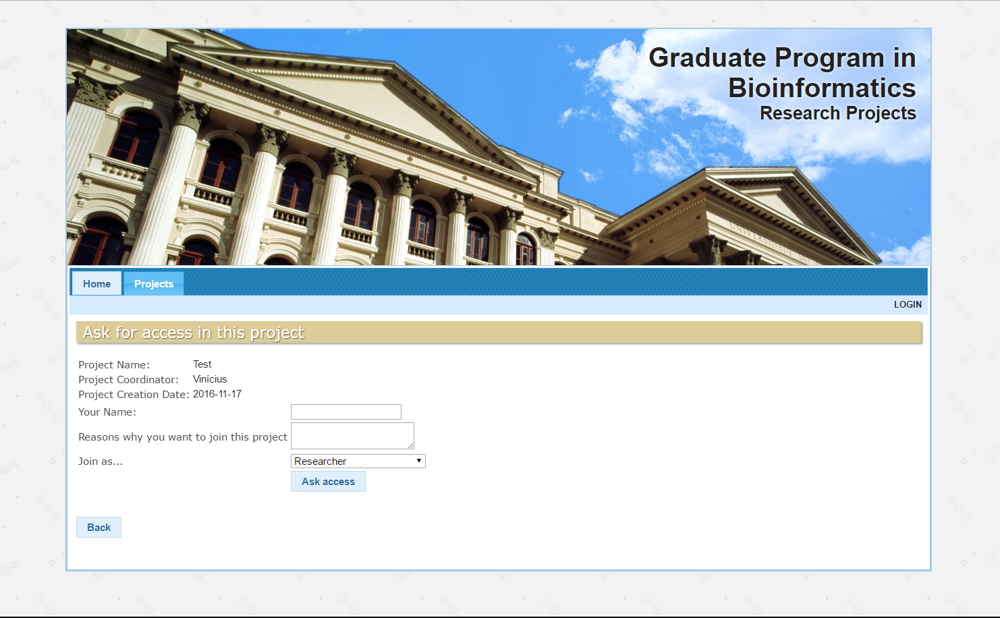 Graduate Program in
Bioinformatics
Research Projects
UNIVERSIDADE DO
Home Projects
LOGIN
Ask for access in this project
Project Name: Test
Project Coordinator: Vinícius
Project Creation Date: 2016-11-17
Your Name:
Reasons why you want to join this project
Join as... Researcher
Ask access
Back